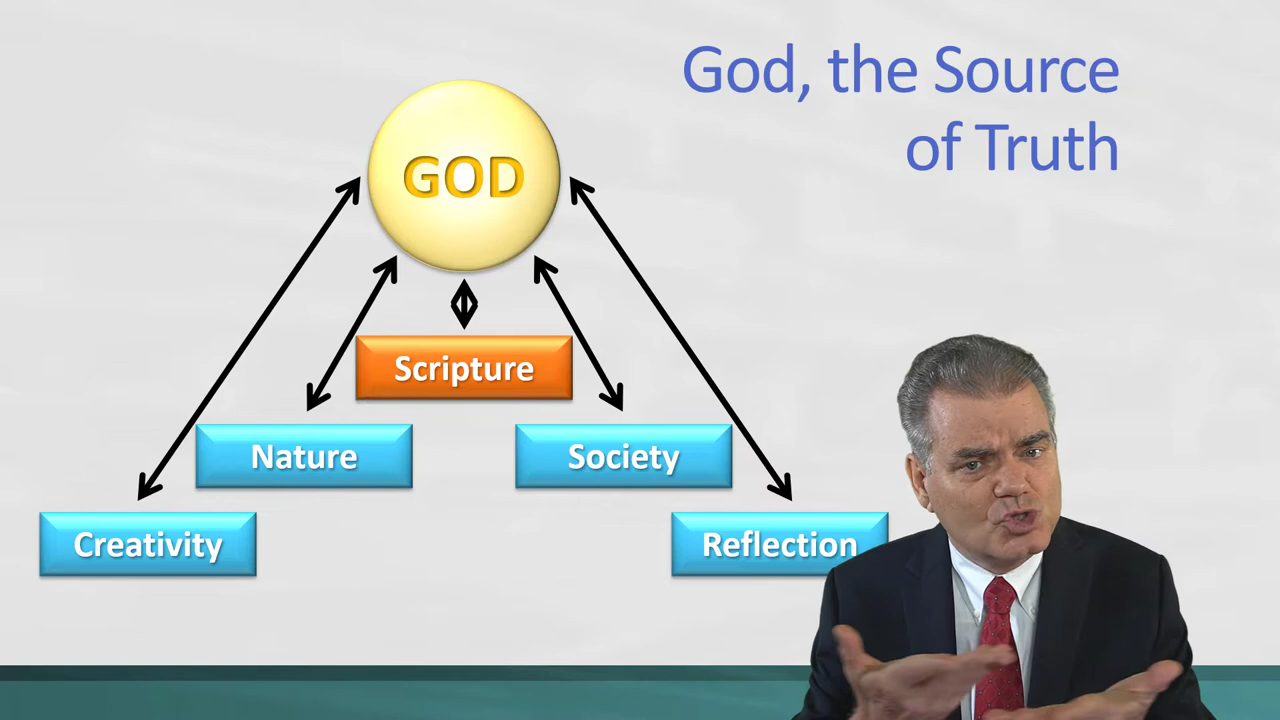 God, the Source
of Truth
GOD
Scripture
Nature
Society
Creativity
Reflection